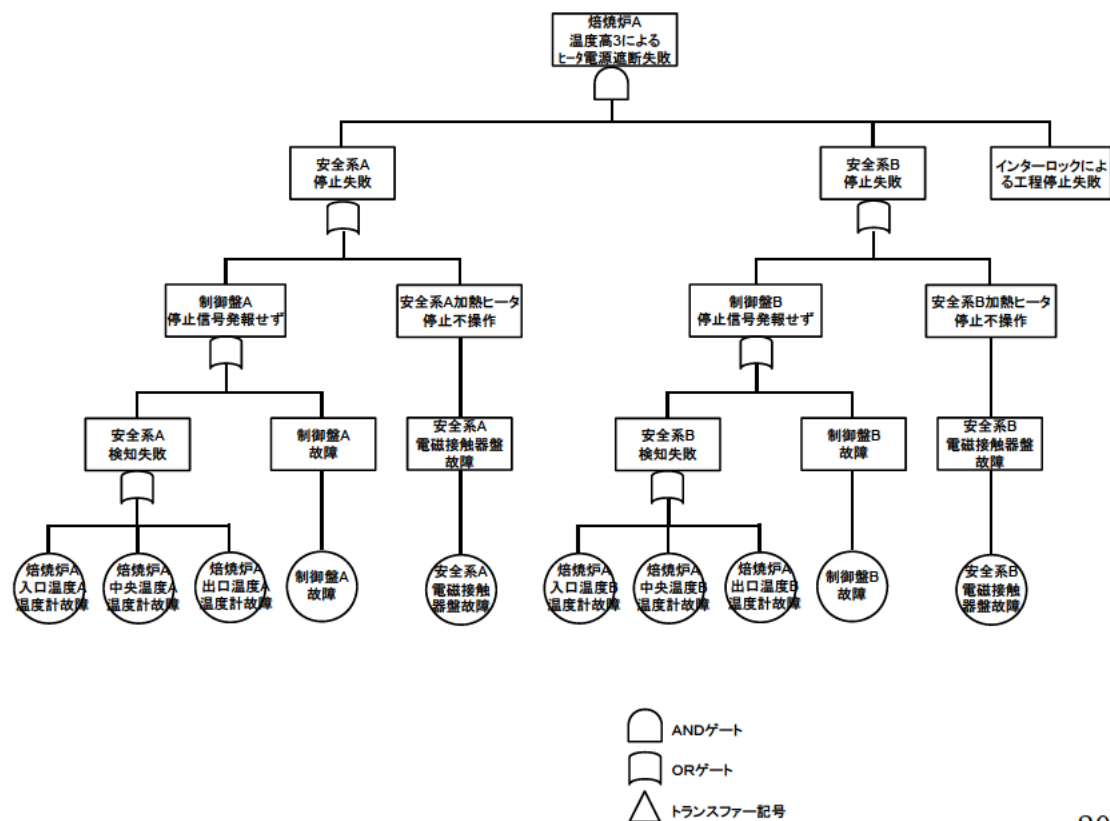 焙焼炉A
温度高3による
ﾋｰﾀ電源遮断失敗
安全系A
停止失敗
安全系B
停止失敗
インターロックによ
る工程停止失敗
制御盤A
停止信号発報せず
安全系A加熱ヒータ
停止不操作
制御盤B
停止信号発報せず
安全系B加熱ヒータ
停止不操作
安全系A
検知失敗
制御盤A
故障
安全系A
電磁接触器盤
故障
安全系B
検知失敗
制御盤B
故障
安全系B
電磁接触器盤
故障
焙焼炉A
入口温度A
温度計故障
焙焼炉A
中央温度A
温度計故障
焙焼炉A
出口温度A
温度計故障
制御盤A
故障
安全系A
電磁接触
器盤故障
焙焼炉A
入口温度B
温度計故障
焙焼炉A
中央温度B
温度計故障
焙焼炉A
出口温度B
温度計故障
制御盤B
故障
安全系B
電磁接触
器盤故障
ANDゲート
ORゲート
トランスファー記号